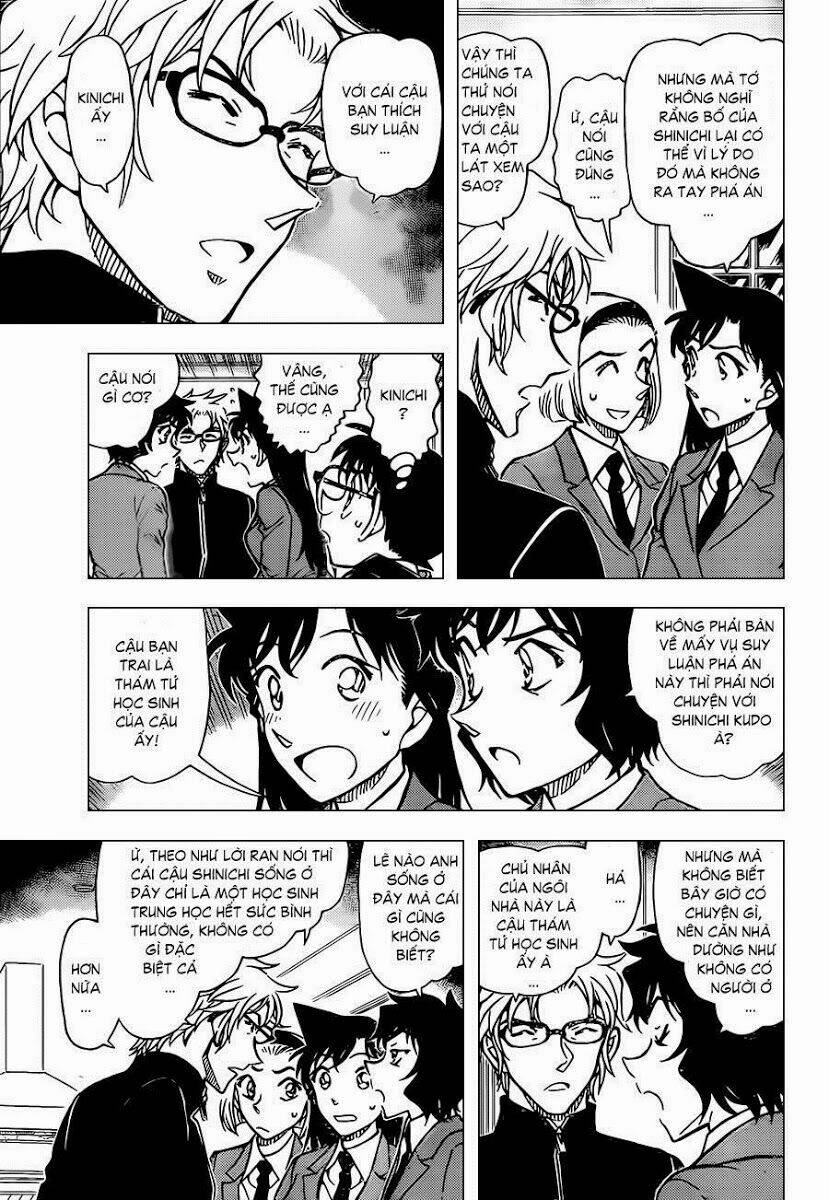 NHƯNG MÀ TỚ
KHÔNG NGHĨ
RẰNG BỐ CỦA
SHINICHI LẠI CÓ
THỂ VÌ LÝ DO
ĐÓ MÀ KHÔNG
RA TAY PHÁ ÁN
...
Ừ, CẬU
NÓI
CŨNG
ĐÚNG
...
VẬY THÌ
CHÚNG TA
THỬ NÓI
CHUYỆN
VỚI CẬU
TA MỘT
LÁT XEM
SAO?
VỚI CÁI CẬU
BẠN THÍCH
SUY LUẬN
...
KINICHI
ẤY
...
KINICHI
?
VÂNG,
THẾ CŨNG
ĐƯỢC Ạ
...
CẬU NÓI
GÌ CƠ?
KHÔNG PHẢI BÀN
VỀ MẤY VỤ SUY
LUẬN PHÁ ÁN
NÀY THÌ PHẢI NÓI
CHUYỆN VỚI
SHINICHI KUDO
À?
CẬU BẠN
TRAI LÀ
THÁM TỬ
HỌC SINH
CỦA CẬU
ẤY!
NHƯNG MÀ
KHÔNG BIẾT
BÂY GIỜ CÓ
CHUYỆN GÌ,
NÊN CĂN NHÀ
DƯỜNG NHƯ
KHÔNG CÓ
NGƯỜI Ở
...
HẢ
...
CHỦ NHÂN
CỦA NGÔI
NHÀ NÀY LÀ
CẬU THÁM
TỬ HỌC SINH
ẤY À
...
LẼ NÀO ANH
SỐNG Ở
ĐÂY MÀ CÁI
GÌ CŨNG
KHÔNG
BIẾT?
Ừ, THEO NHƯ LỜI RAN NÓI THÌ
CÁI CẬU SHINICHI SỐNG Ở
ĐÂY CHỈ LÀ MỘT HỌC SINH
TRUNG HỌC HẾT SỨC BÌNH
THƯỜNG, KHÔNG CÓ
GÌ ĐẶC
BIỆT CẢ
...
HƠN
NỮA
...